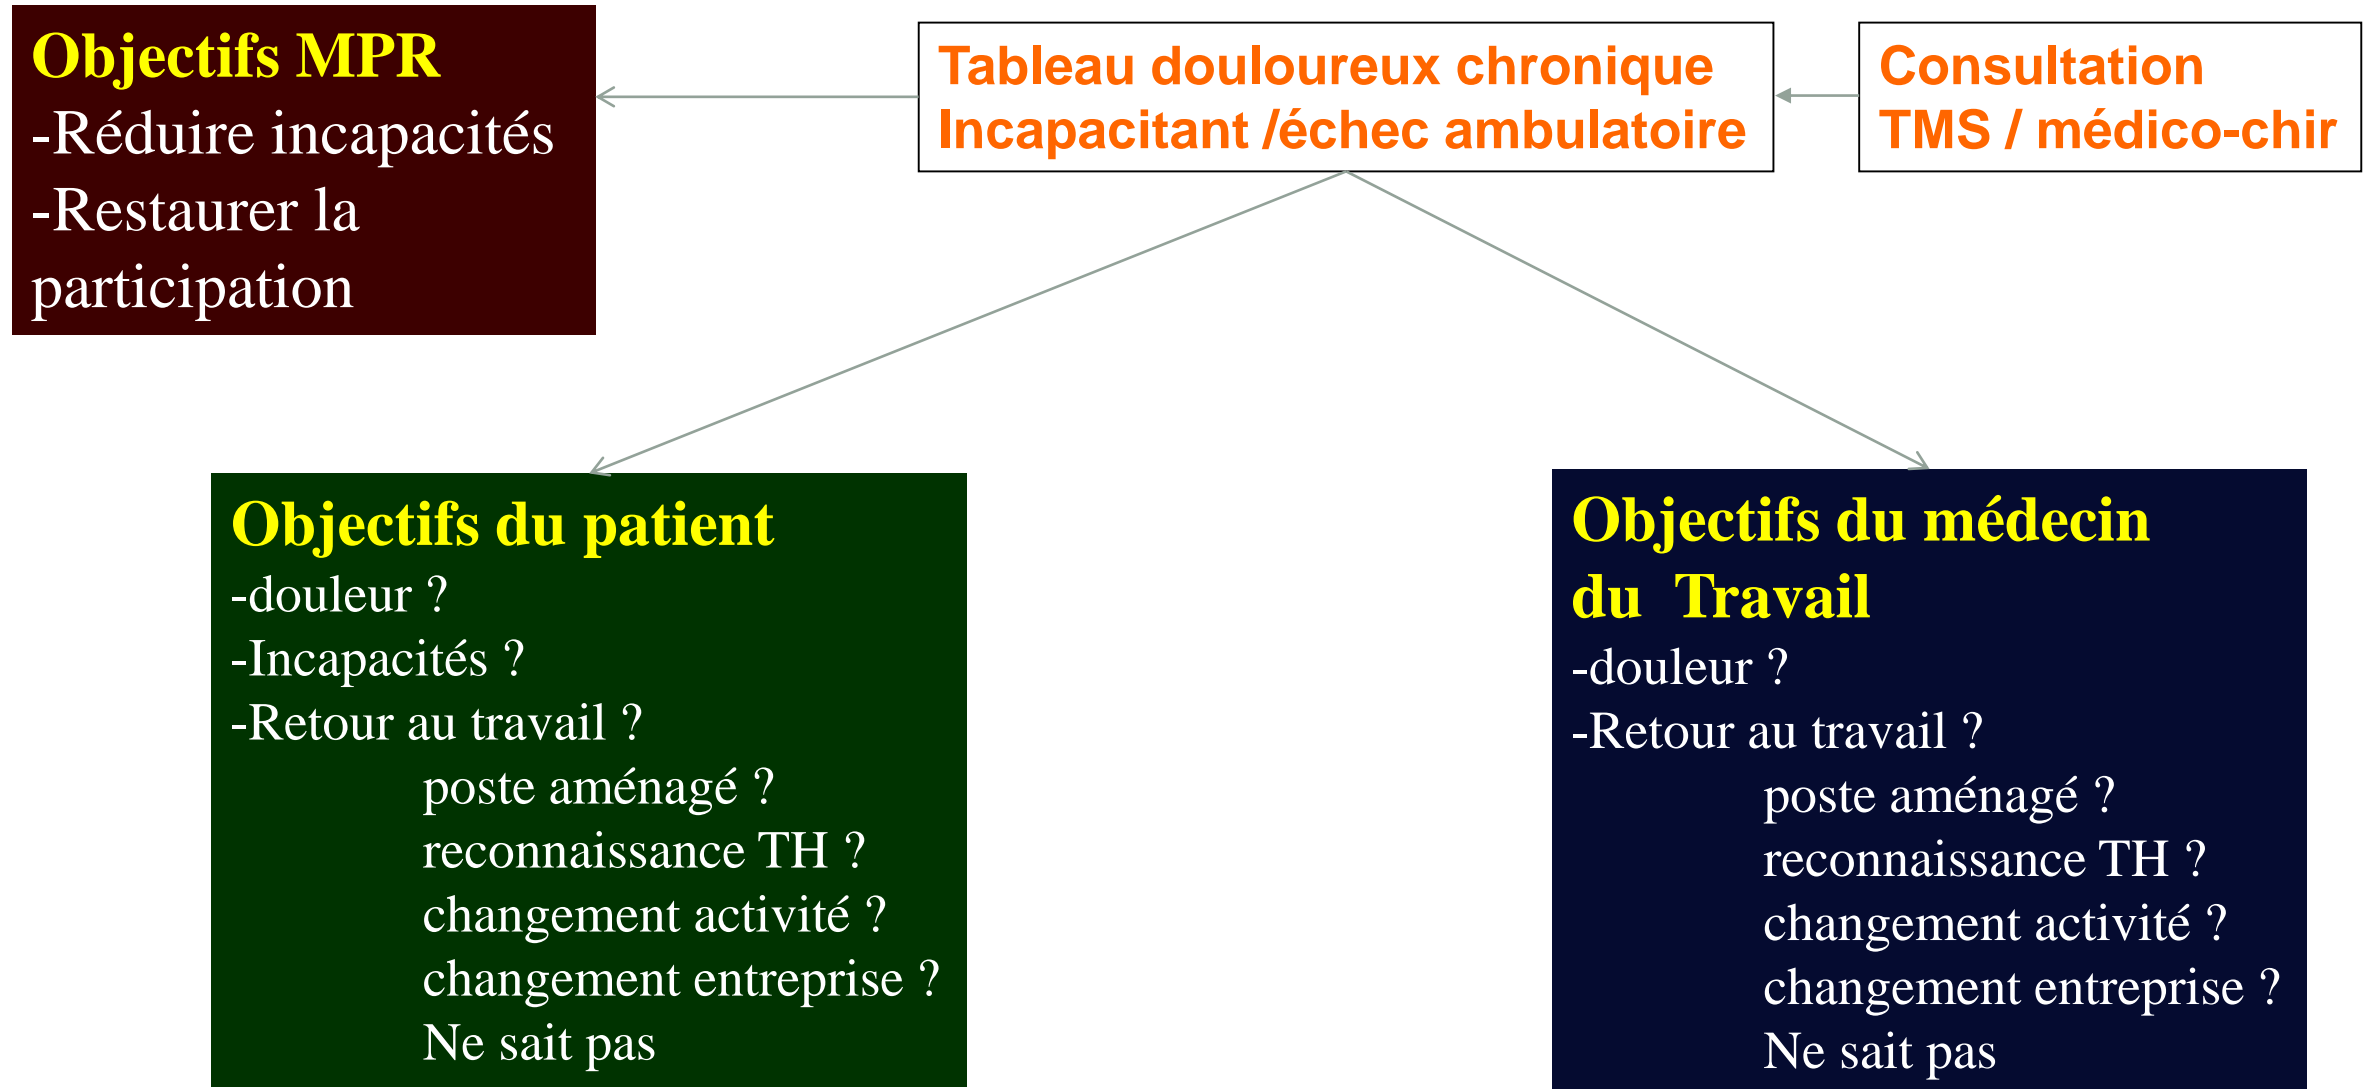 Objectifs MPR
-Réduire incapacités
-Restaurer la
participation
Tableau douloureux chronique
Incapacitant /échec ambulatoire
Consultation
TMS / médico-chir
Objectifs du patient
-douleur ?
-Incapacités ?
-Retour au travail ?
poste aménagé ?
reconnaissance TH ?
changement activité ?
changement entreprise ?
Ne sait pas
Objectifs du médecin
du Travail
-douleur ?
-Retour au travail ?
poste aménagé ?
reconnaissance TH ?
changement activité ?
changement entreprise ?
Ne sait pas